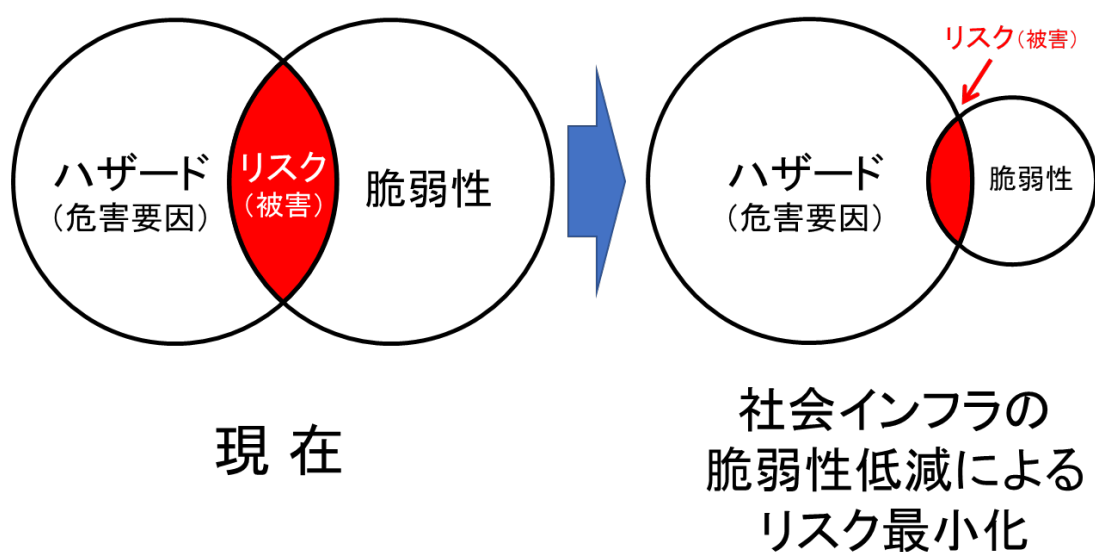 ハザード
(危害要因)
リスク
(被害)
脆弱性
現 在
リスク(被害)
ハザード
(危害要因)
脆弱性
社会インフラの
脆弱性低減による
リスク最小化